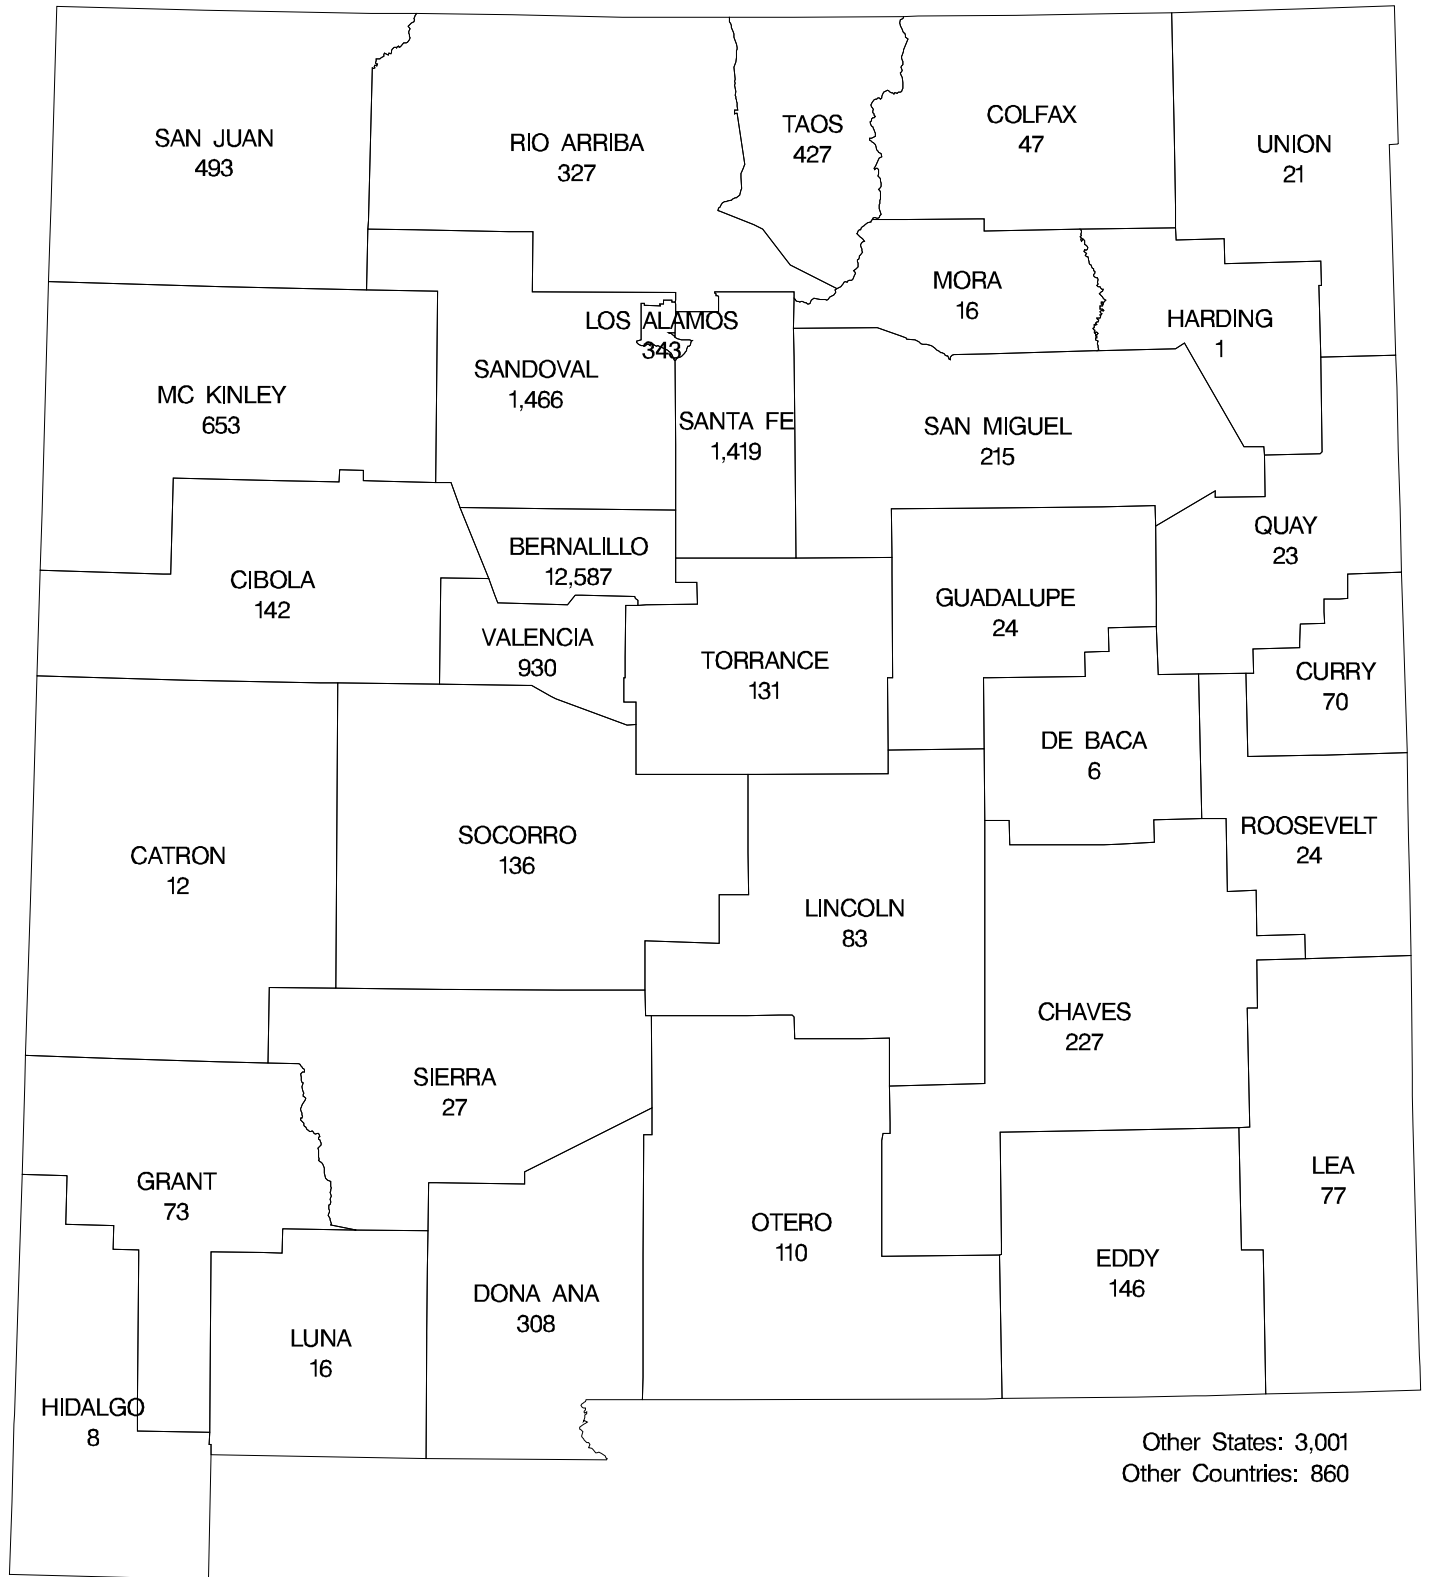 SAN JUAN
493
RIO ARRIBA
327
TAOS
427
COLFAX
47
UNION
21
MORA
16
HARDING
1
LOS ALAMOS
343
SANDOVAL
1,466
MC KINLEY
653
SANTA FE
1,419
SAN MIGUEL
215
QUAY
23
BERNALILLO
12,587
CIBOLA
142
GUADALUPE
24
VALENCIA
930
TORRANCE
131
CURRY
70
DE BACA
6
ROOSEVELT
24
SOCORRO
136
CATRON
12
LINCOLN
83
CHAVES
227
SIERRA
27
LEA
77
GRANT
73
OTERO
110
EDDY
146
DONA ANA
308
LUNA
16
HIDALGO
8
Other States: 3,001
Other Countries: 860